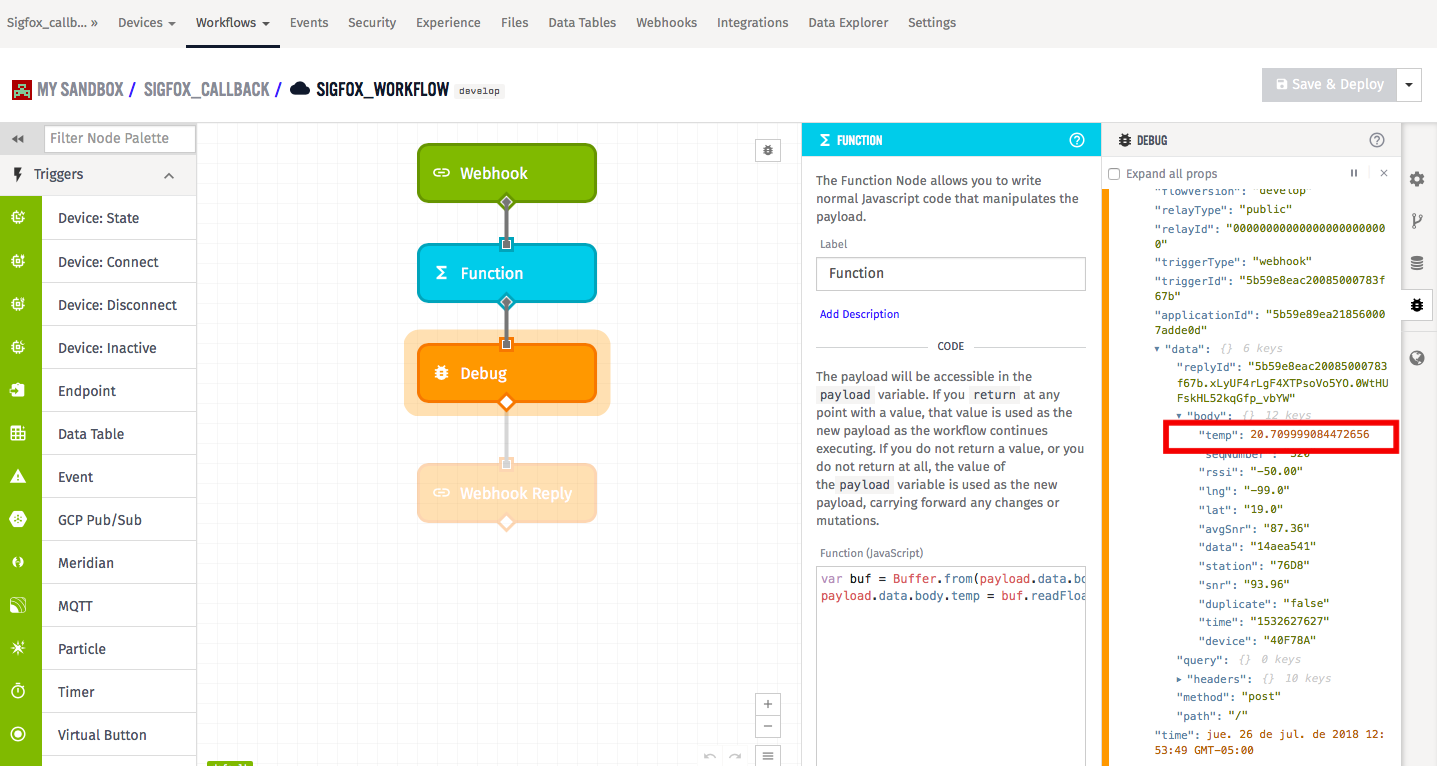 Sigfox_callb... »
Devices
Workflows
Events
Security
Experience
Files
Data Tables
Webhooks
Integrations
Data Explorer
Settings
MY SANDBOX / SIGFOX_CALLBACK / SIGFOX_WORKFLOW develop
Save & Deploy
Filter Node Palette
Triggers
Device: State
Device: Connect
Device: Disconnect
Device: Inactive
Endpoint
Data Table
Event
GCP Pub/Sub
Meridian
MQTT
Particle
Timer
Virtual Button
Webhook
Function
Debug
Webhook Reply
FUNCTION
The Function Node allows you to write
normal Javascript code that manipulates the
payload.
Label
Function
Add Description
CODE
The payload will be accessible in the
payload variable. If you return at any
point with a value, that value is used as the
new payload as the workflow continues
executing. If you do not return a value, or you
do not return at all, the value of
the payload variable is used as the new
payload, carrying forward any changes or
mutations.
Function (JavaScript)
var buf = Buffer.from(payload.data.bo
payload.data.body.temp = buf.readFloa
DEBUG
Expand all props
"flowVersion": "develop"
"relayType": "public"
"triggerType": "webhook"
"triggerId": "5b59e8eac20085000783f
67b"
"applicationId": "5b59e89ea21856000
7adde0d"
"data": {} 6 keys
"replyId": "5b59e8eac20085000783
f67b.xLyUF4rLgF4XTPsoVo5YO.0WtHU
FskHL52kqGfp_vbYW"
"body": {} 12 keys
"temp": 20.709999084472656
"seqNumber": "320"
"rssi": "-50.00"
"lng": "-99.0"
"lat": "19.0"
"avgSnr": "87.36"
"data": "14aea541"
"station": "76D8"
"snr": "93.96"
"duplicate": "false"
"time": "1532627627"
"device": "40F78A"
"query": {} 0 keys
"headers": {} 10 keys
"method": "post"
"path": "/"
"time": jue. 26 de jul. de 2018 12:
53:49 GMT-05:00